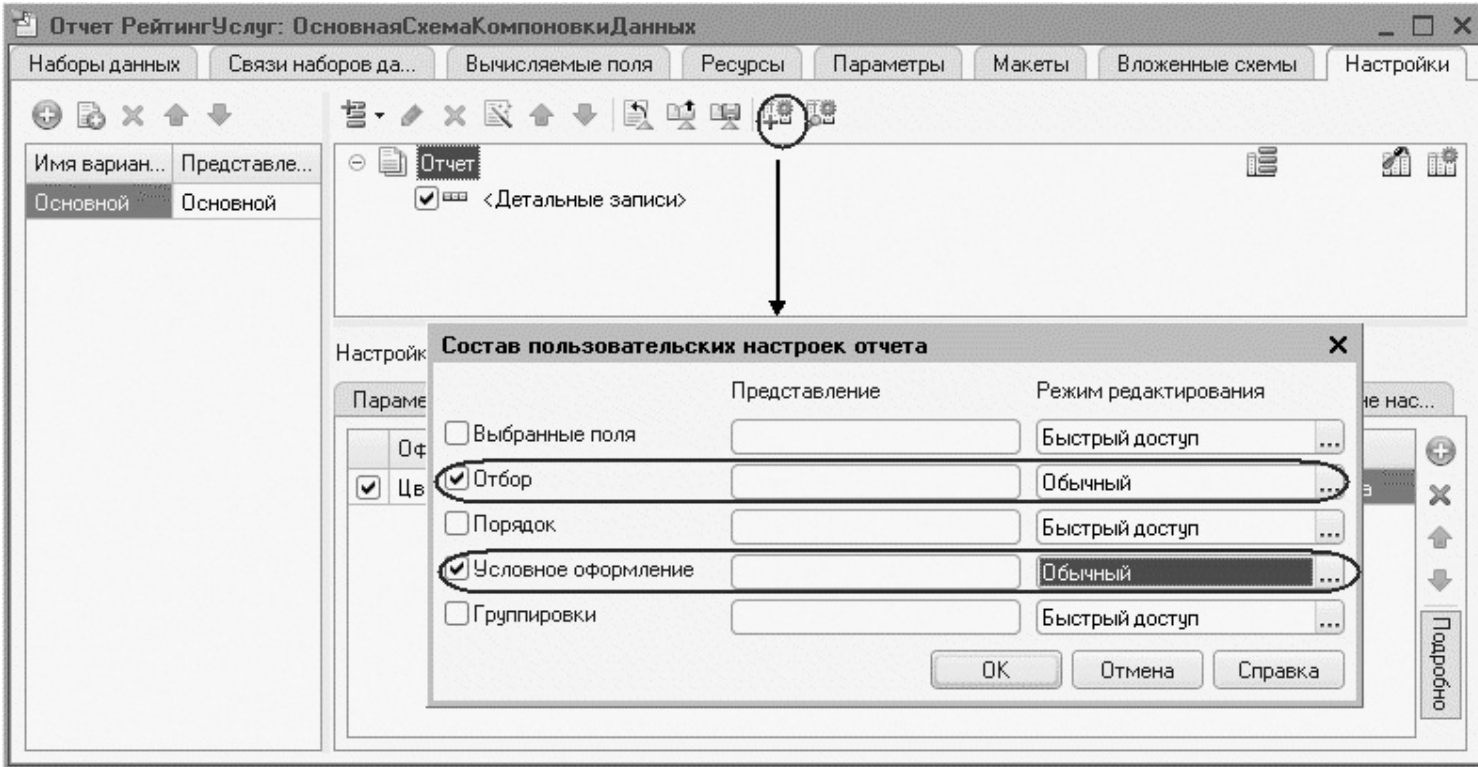 Отчет РейтингУслуг: ОсновнаяСхемаКомпоновкиДанных
Наборы данных Связи наборов да... Вычисляемые поля Ресурсы Параметры Макеты Вложенные схемы Настройки
Имя вариан... Представле...
Основной Основной
Отчет
<Детальные записи>
Настройк
Параме
не нас...
Оф
Цв
а
Состав пользовательских настроек отчета
Представление Режим редактирования
Выбранные поля Быстрый доступ ...
Отбор Обычный ...
Порядок Быстрый доступ ...
Условное оформление Обычный ...
Группировки Быстрый доступ ...
ОК Отмена Справка
Подробно